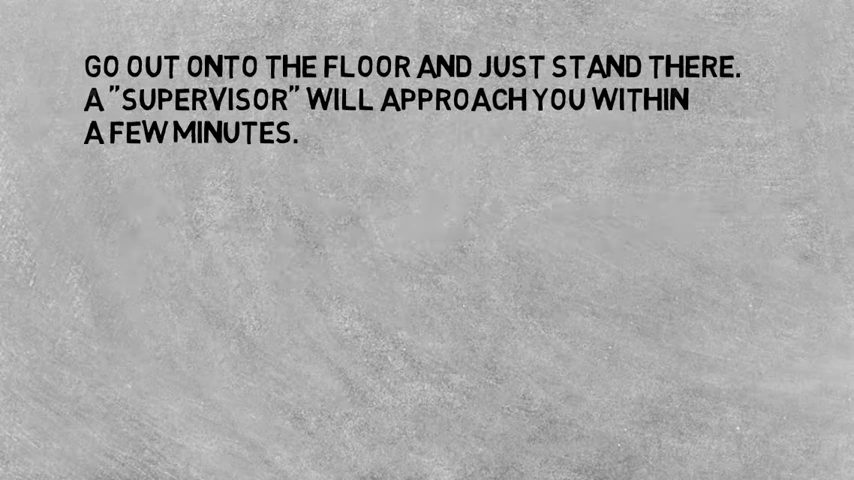 GO OUT ONTO THE FLOOR AND JUST STAND THERE.
A "SUPERVISOR" WILL APPROACH YOU WITHIN
A FEW MINUTES.